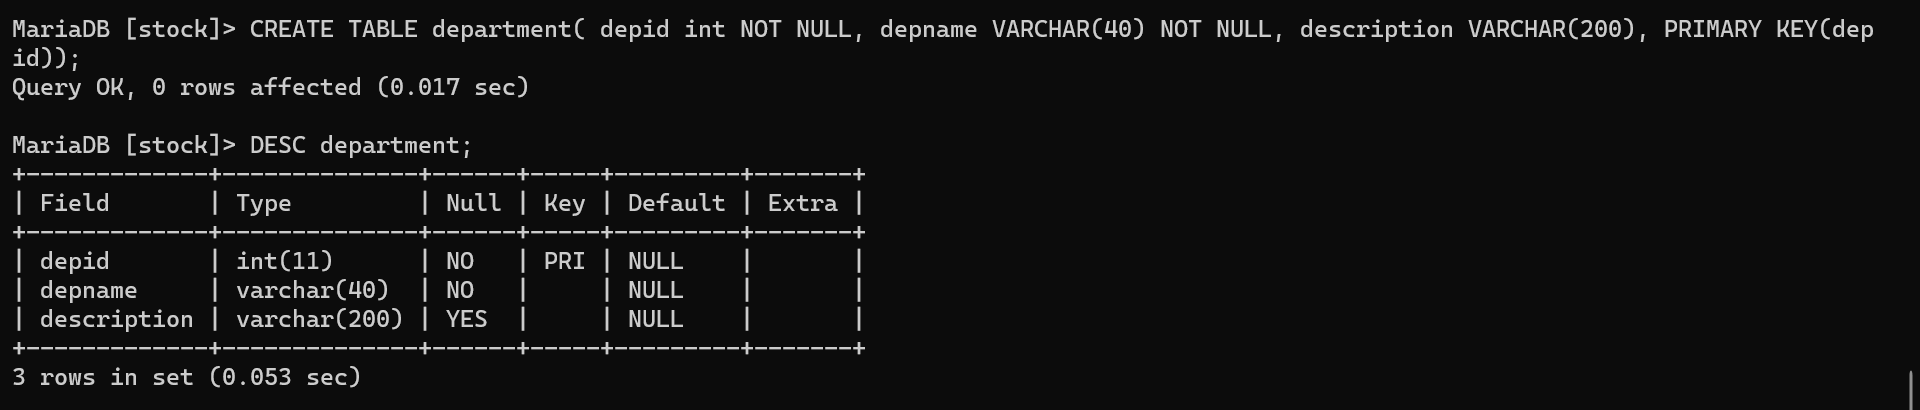 MariaDB [stock]> CREATE TABLE department( depid int NOT NULL, depname VARCHAR(40) NOT NULL, description VARCHAR(200), PRIMARY KEY(dep
id));
Query OK, 0 rows affected (0.017 sec)

MariaDB [stock]> DESC department;
+-------------+--------------+------+-----+---------+-------+
| Field       | Type         | Null | Key | Default | Extra |
+-------------+--------------+------+-----+---------+-------+
| depid       | int(11)      | NO   | PRI | NULL    |       |
| depname     | varchar(40)  | NO   |     | NULL    |       |
| description | varchar(200) | YES  |     | NULL    |       |
+-------------+--------------+------+-----+---------+-------+
3 rows in set (0.053 sec)